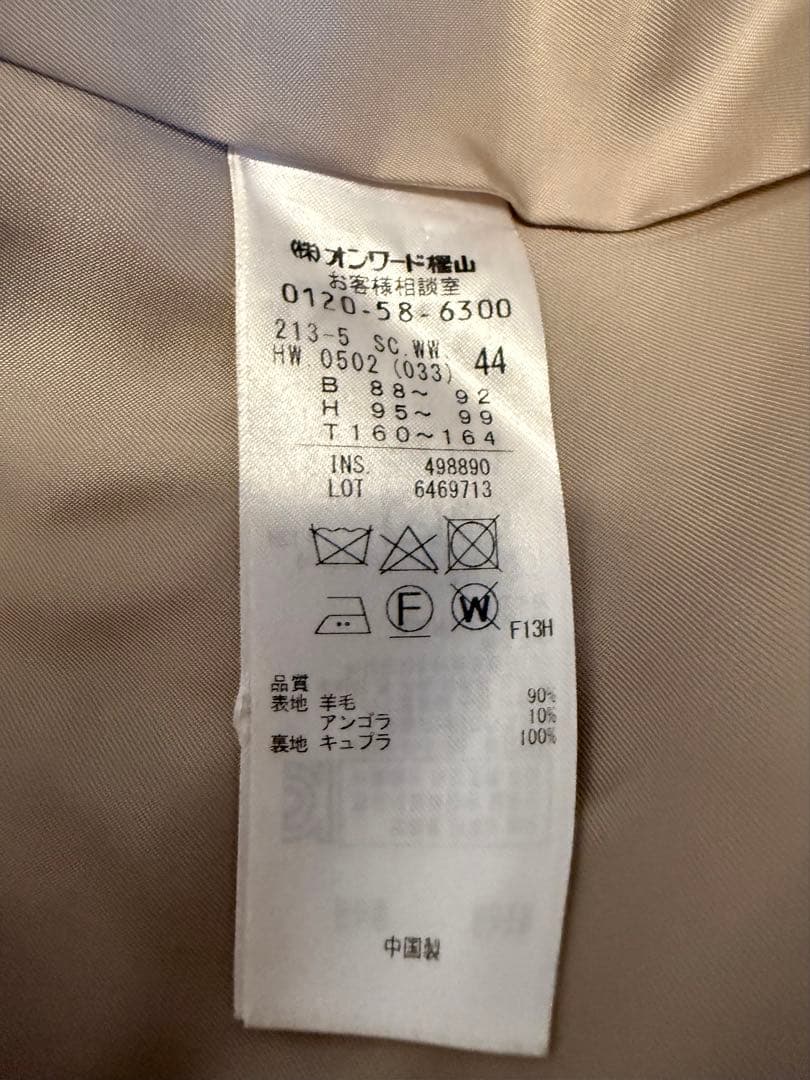 (株)オンワード樫山
お客様相談室
0120-58-6300
213-5 SC.WW.
HW 0502 (033) 44
B 88～ 92
H 95～ 99
T 160～164
INS. 498890
LOT 6469713
F
W
F13H
品質
表地 羊毛 90%
アンゴラ 10%
裏地 キュプラ 100%
中国製